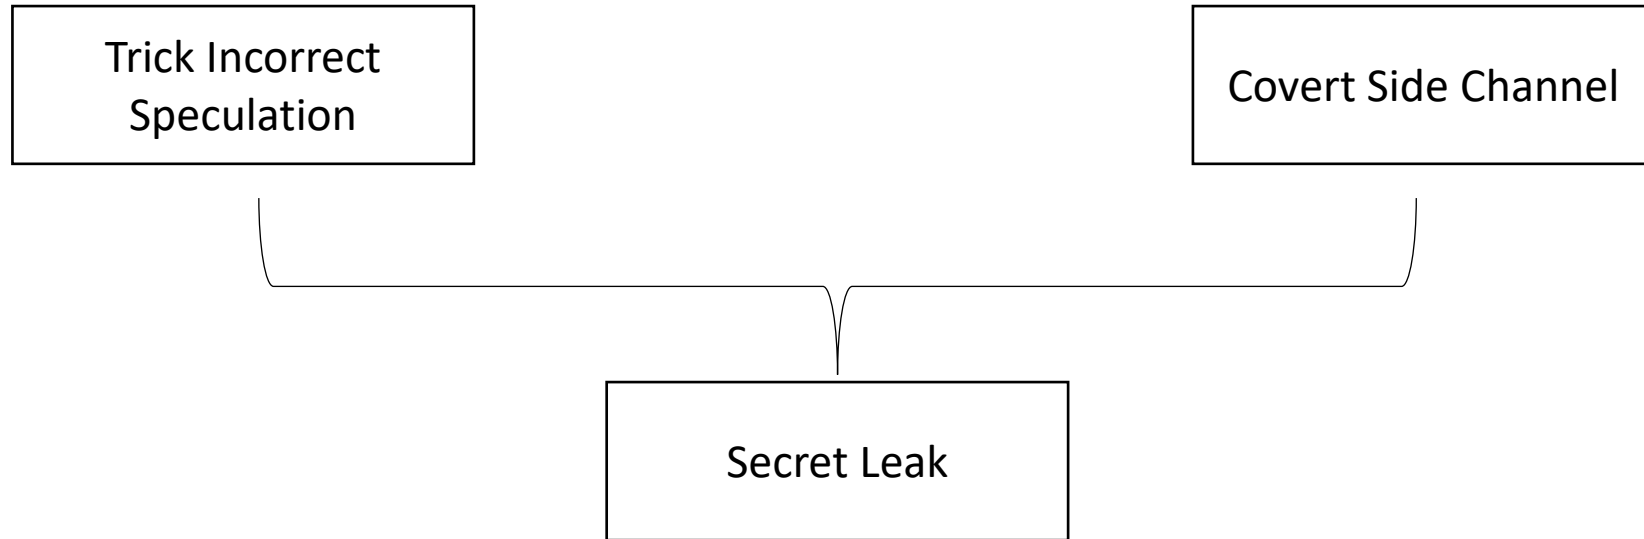 Trick Incorrect
Speculation
Covert Side Channel
Secret Leak